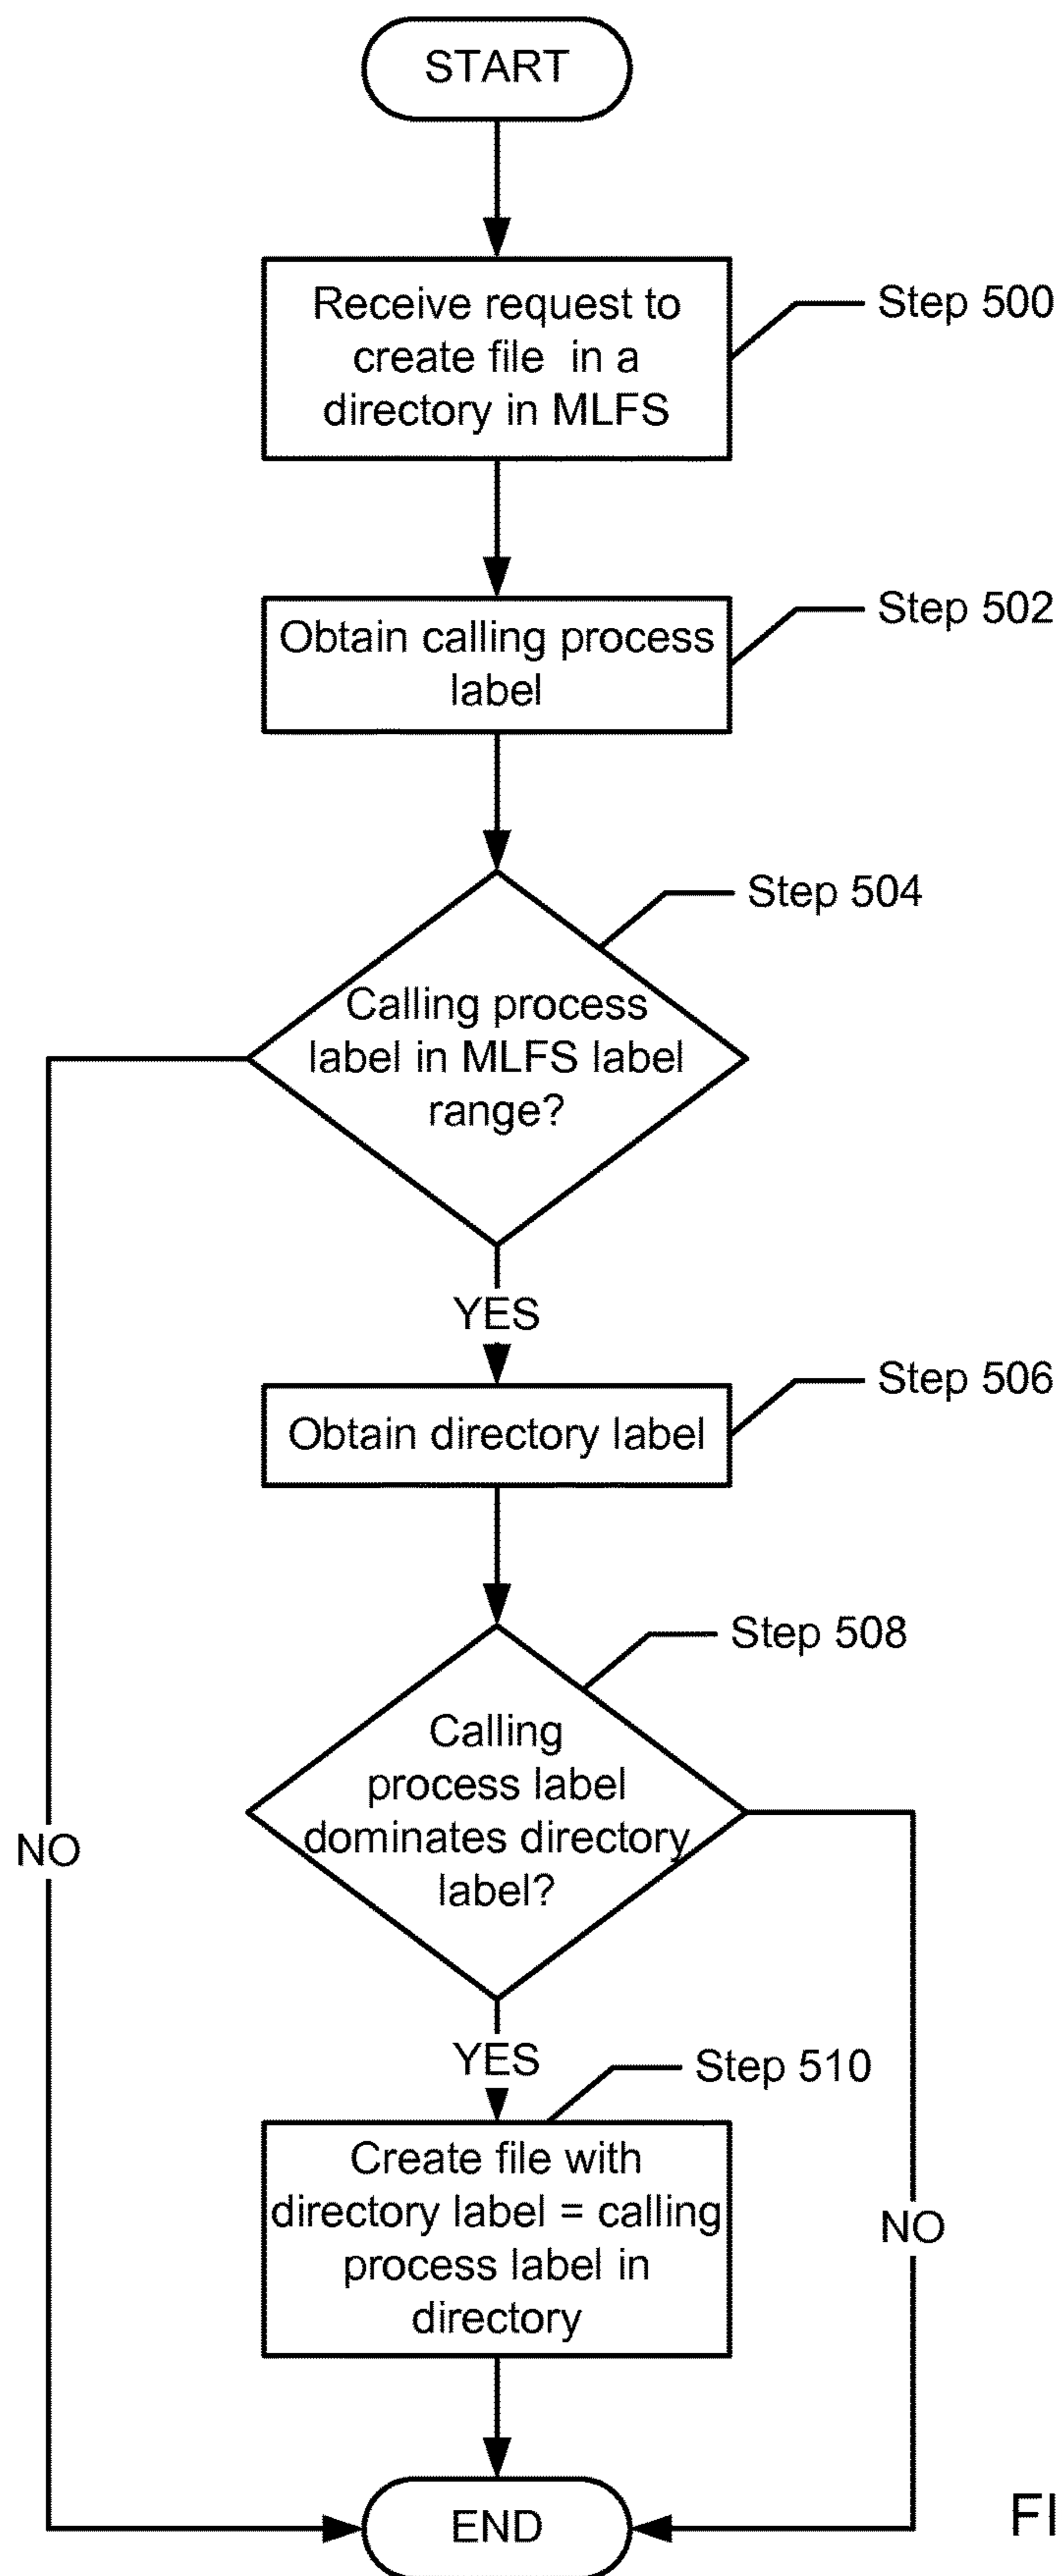 START
Receive request to
create file in a
directory in MLFS
Step 500
Obtain calling process
label
Step 502
Step 504
Calling process
label in MLFS label
range?
YES
Obtain directory label
Step 506
Step 508
Calling
process label
dominates directory
label?
NO
YES
Step 510
Create file with
directory label = calling
process label in
directory
NO
END
FI